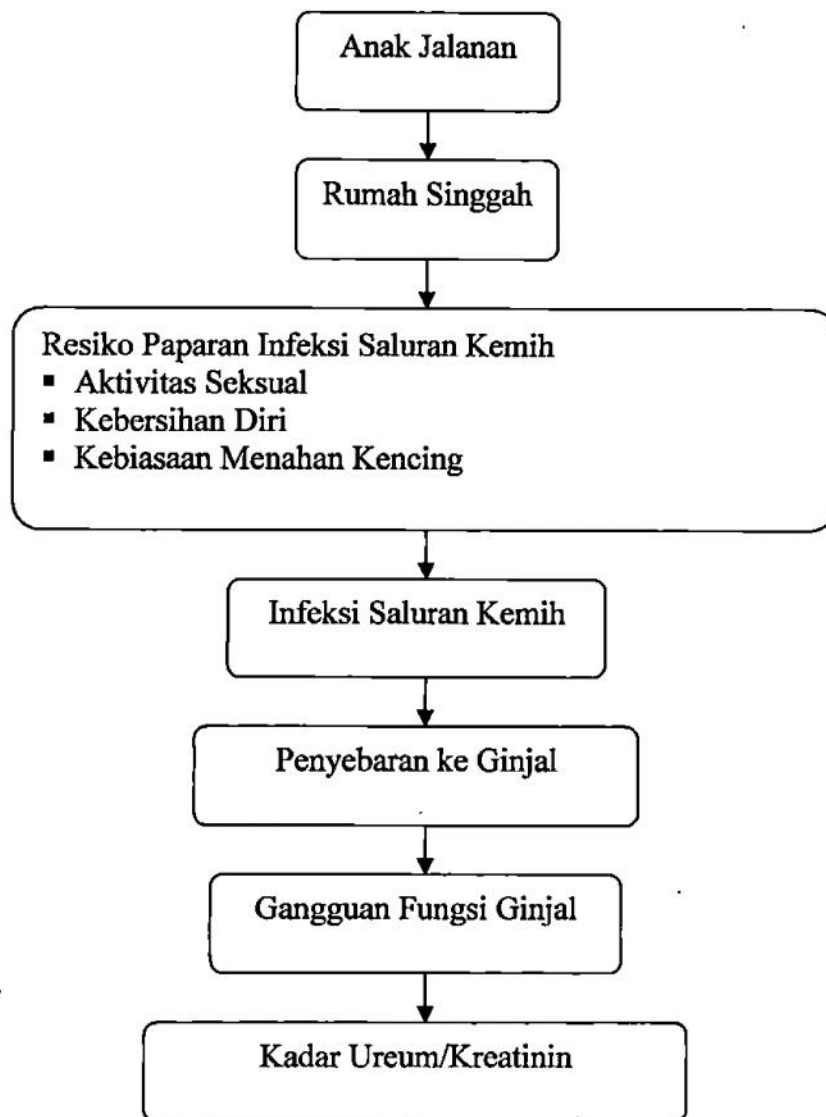 Anak Jalanan
Rumah Singgah
Resiko Paparan Infeksi Saluran Kemih
▪ Aktivitas Seksual
▪ Kebersihan Diri
▪ Kebiasaan Menahan Kencing
Infeksi Saluran Kemih
Penyebaran ke Ginjal
Gangguan Fungsi Ginjal
Kadar Ureum/Kreatinin